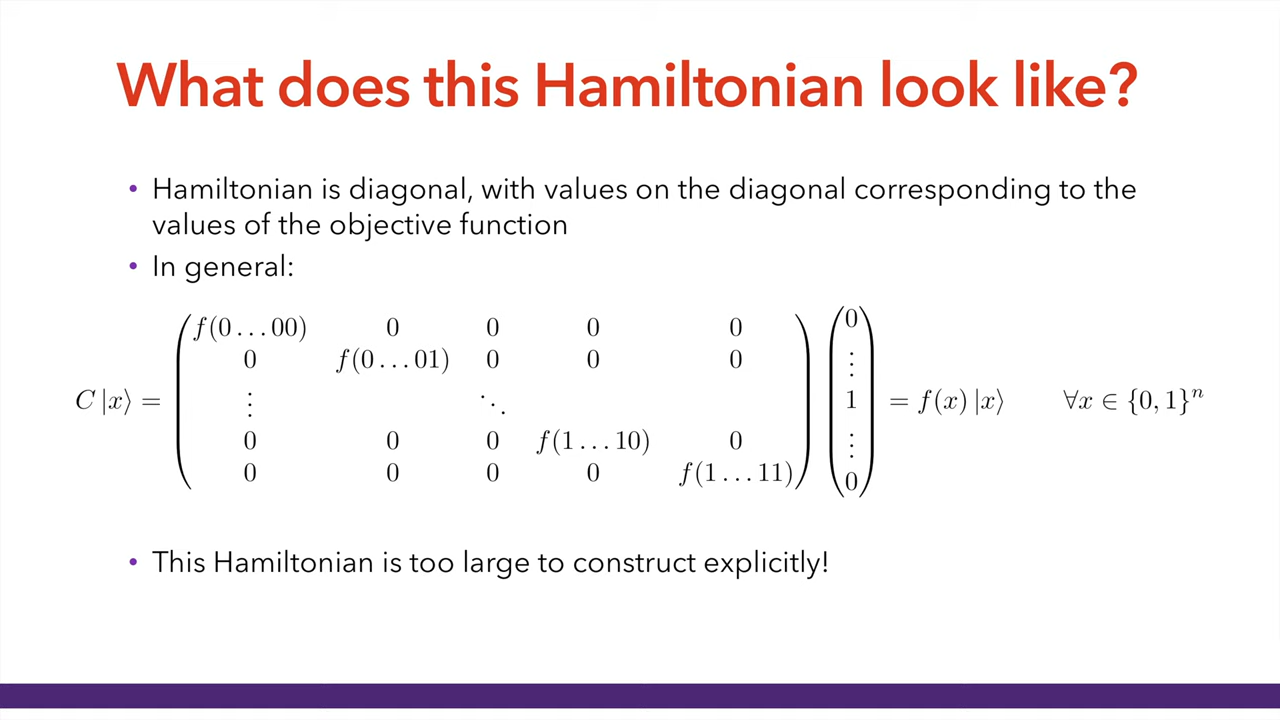 What does this Hamiltonian look like?
• Hamiltonian is diagonal, with values on the diagonal corresponding to the
values of the objective function
• In general:
f(0 … 00) 0 0 0 0 0
0 f(0 … 01) 0 0 0 ⋮
C |x⟩ = ⋮ ⋱ 1 = f(x) |x⟩ ∀x ∈ {0, 1}ⁿ
0 0 0 f(1 … 10) 0 ⋮
0 0 0 0 f(1 … 11) 0
• This Hamiltonian is too large to construct explicitly!